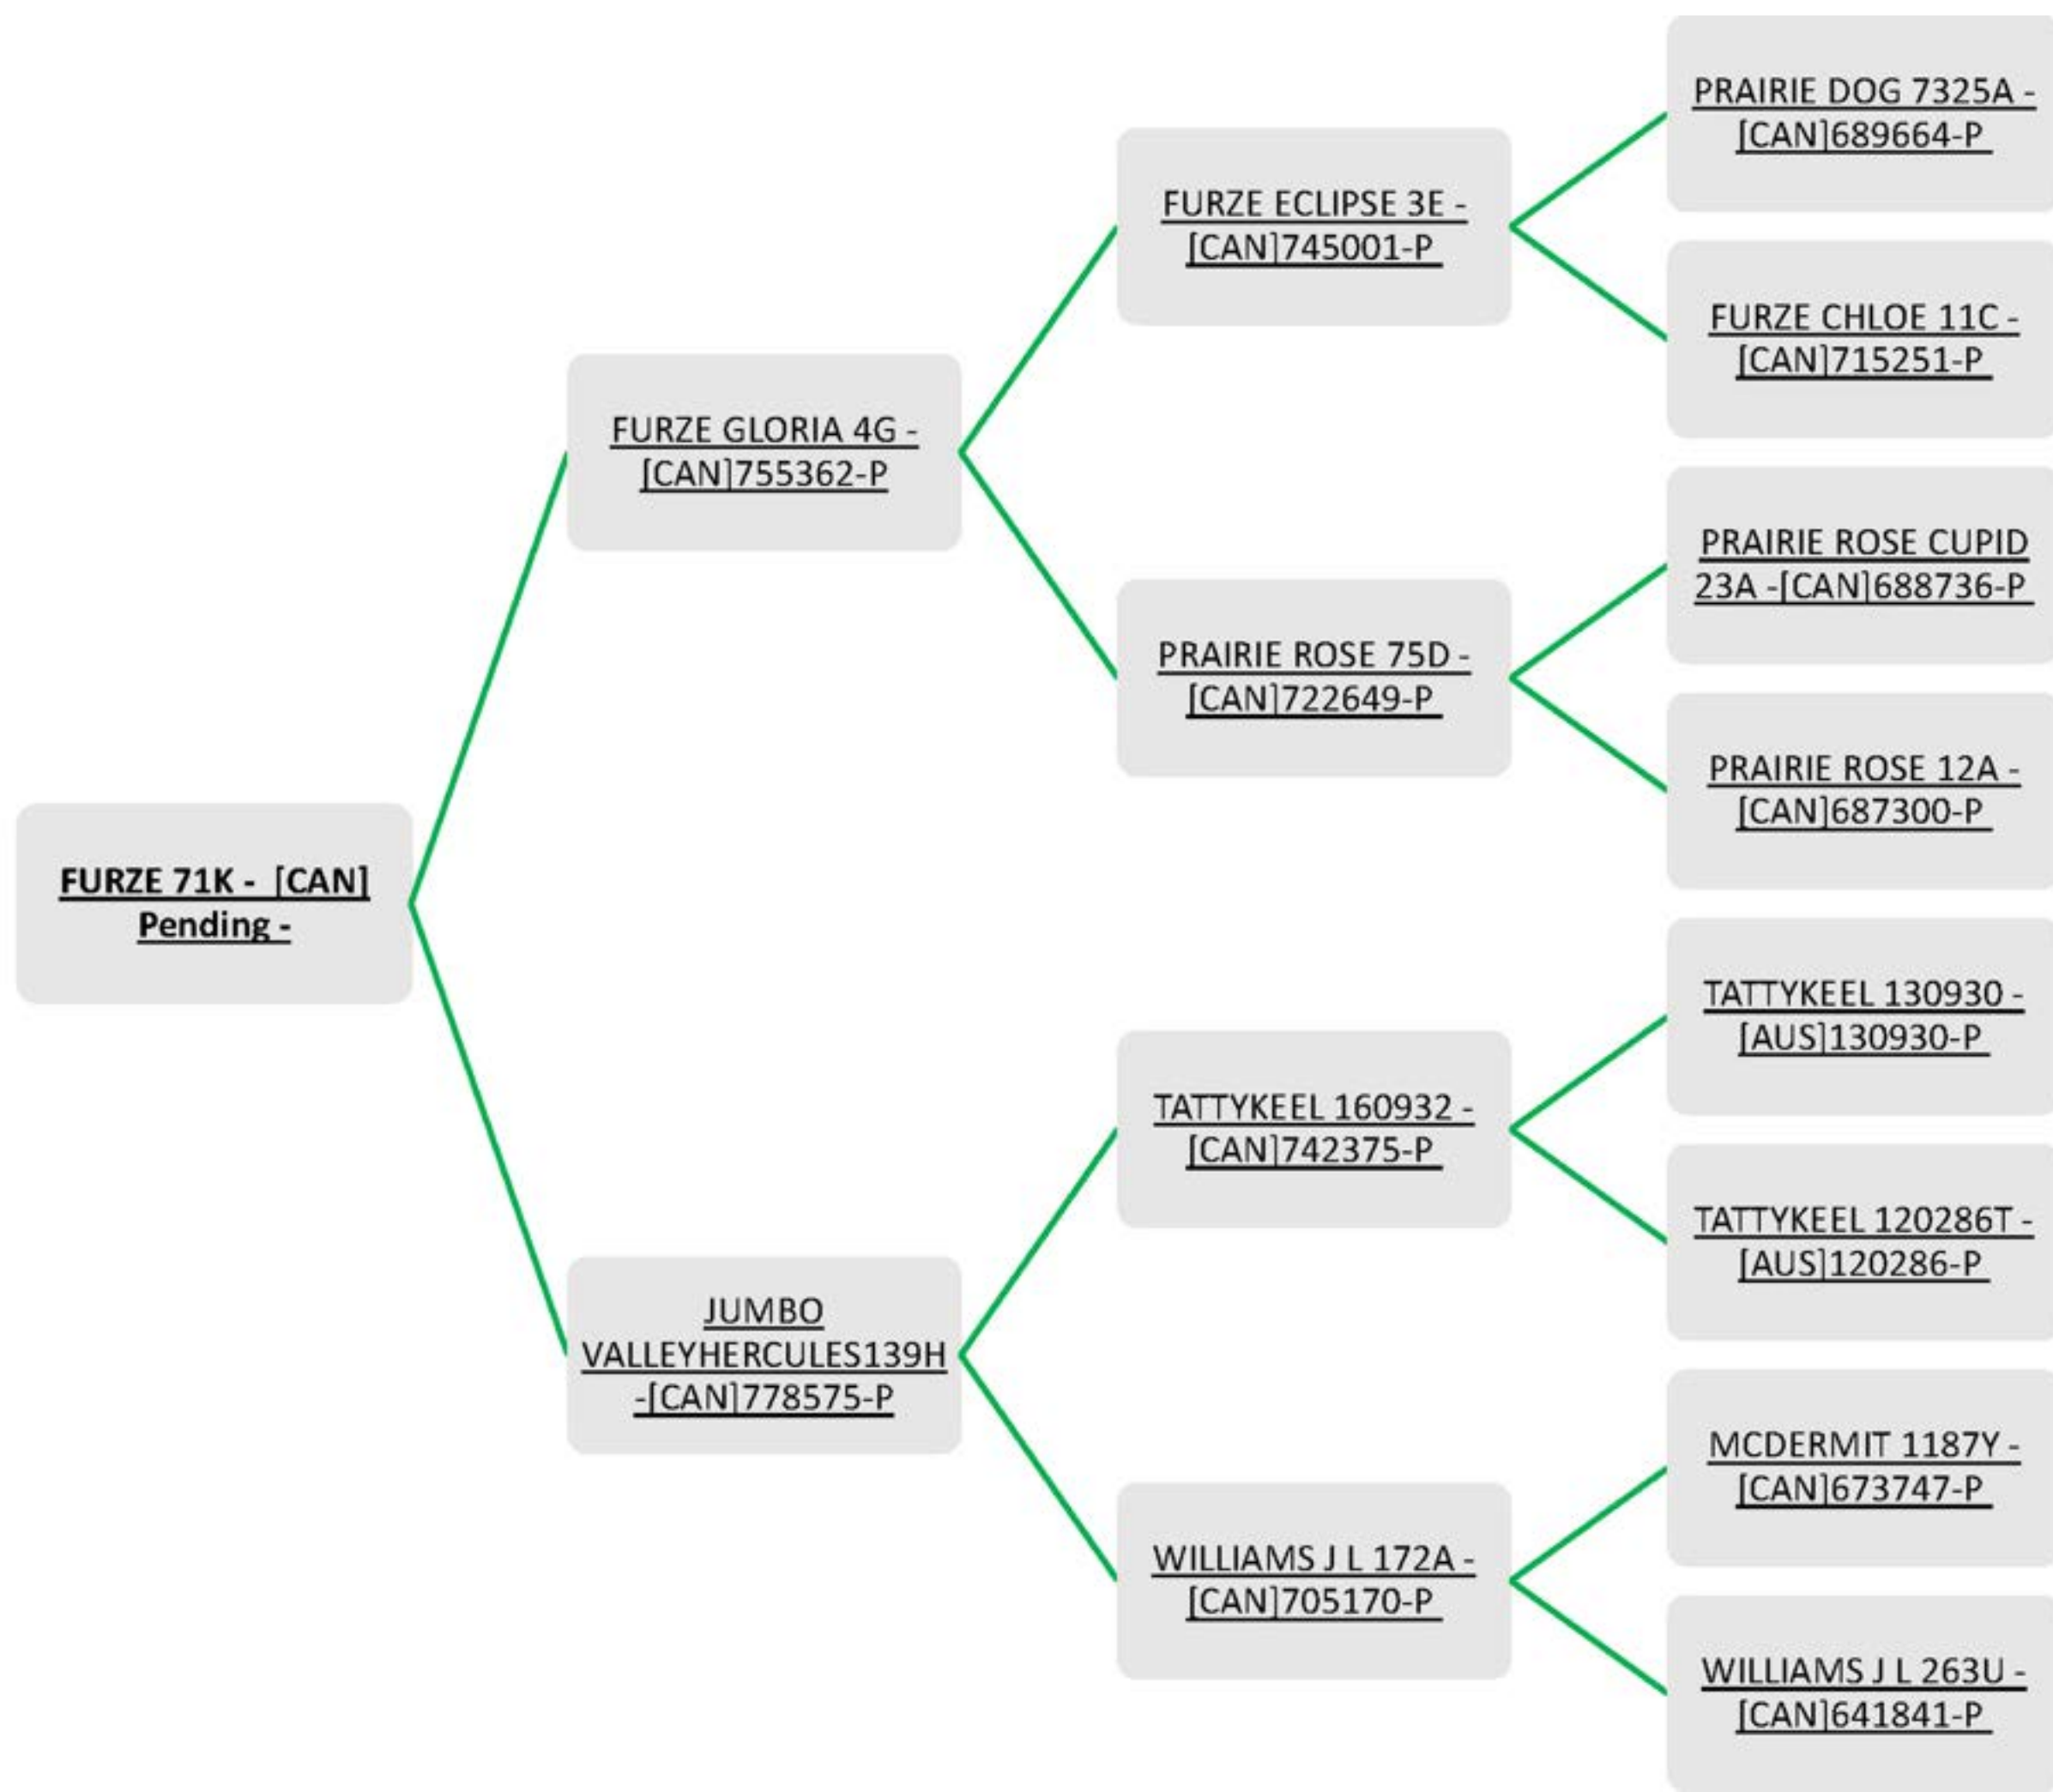 PRAIRIE DOG 7325A -
[CAN]689664-P
FURZE ECLIPSE 3E -
[CAN]745001-P
FURZE CHLOE 11C -
[CAN]715251-P
FURZE GLORIA 4G -
[CAN]755362-P
PRAIRIE ROSE CUPID
23A -[CAN]688736-P
PRAIRIE ROSE 75D -
[CAN]722649-P
PRAIRIE ROSE 12A -
[CAN]687300-P
FURZE 71K - [CAN]
Pending -
TATTYKEEL 130930 -
[AUS]130930-P
TATTYKEEL 160932 -
[CAN]742375-P
TATTYKEEL 120286T -
[AUS]120286-P
JUMBO
VALLEYHERCULES139H
-[CAN]778575-P
MCDERMIT 1187Y -
[CAN]673747-P
WILLIAMS J L 172A -
[CAN]705170-P
WILLIAMS J L 263U -
[CAN]641841-P